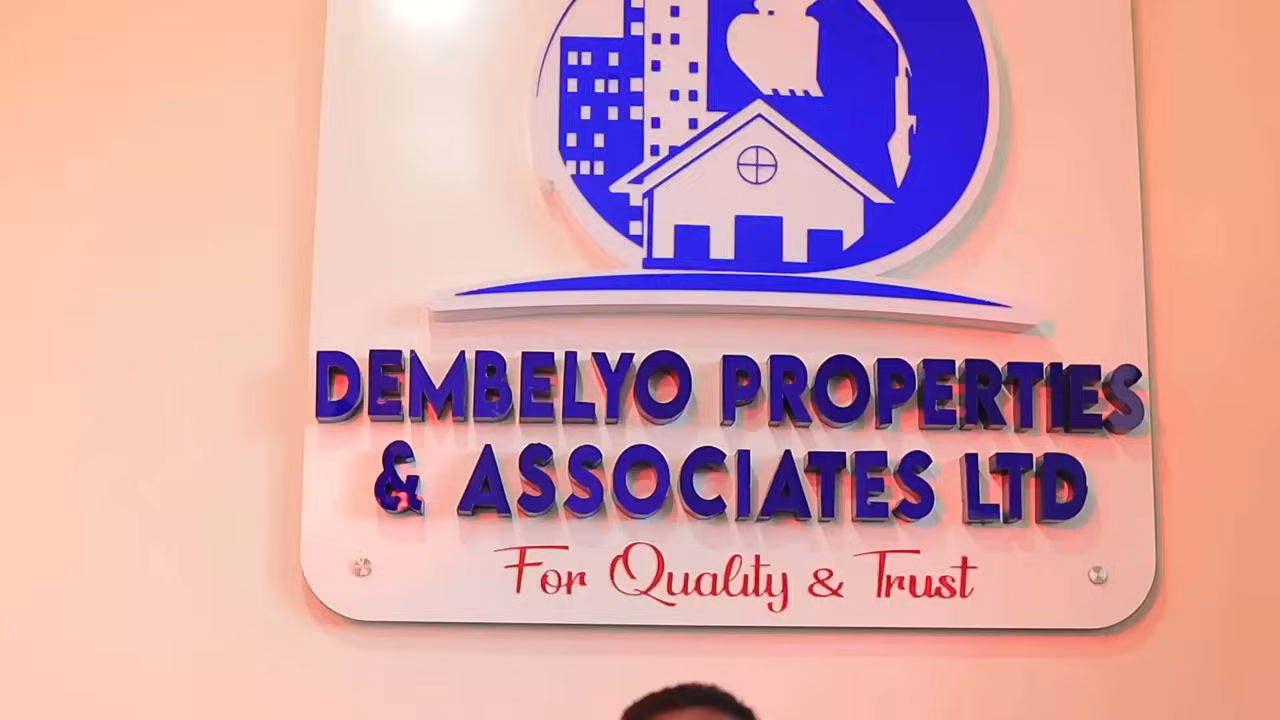 DEMBELYO PROPERTIES
& ASSOCIATES LTD
For Quality & Trust